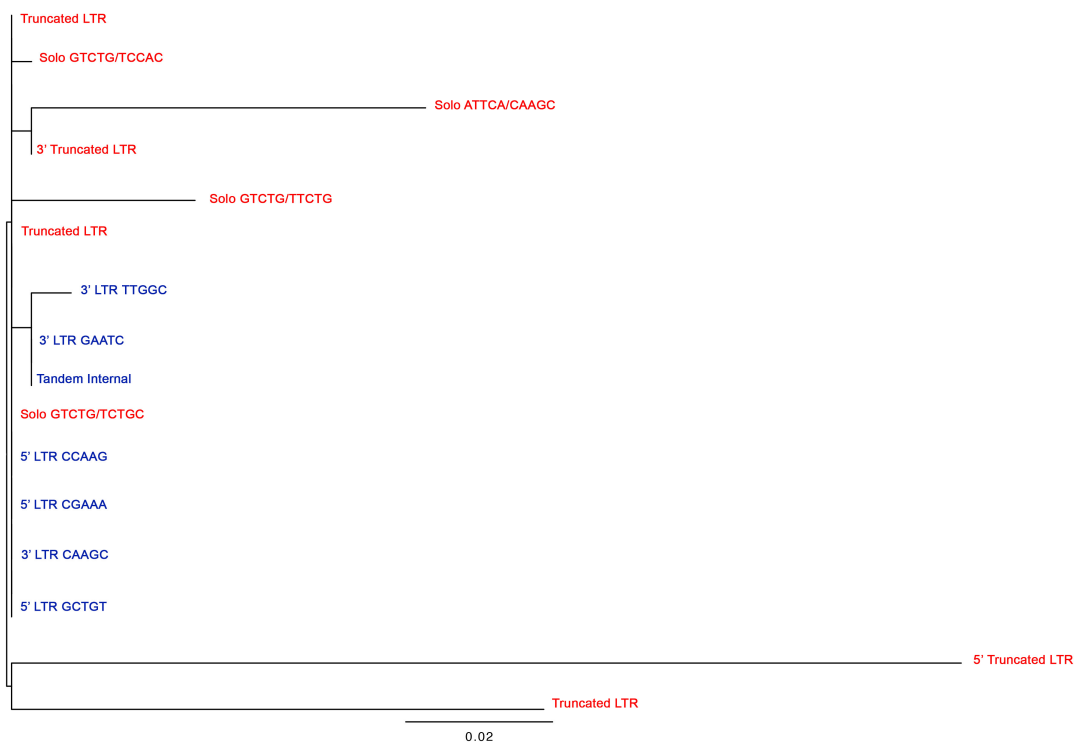 Truncated LTR
Solo GTCTG/TCCAC
Solo ATTCA/CAAGC
3’ Truncated LTR
Solo GTCTG/TTCTG
Truncated LTR
3’ LTR TTGGC
3’ LTR GAATC
Tandem Internal
Solo GTCTG/TCTGC
5’ LTR CCAAG
5’ LTR CGAAA
3’ LTR CAAGC
5’ LTR GCTGT
5’ Truncated LTR
Truncated LTR
0.02